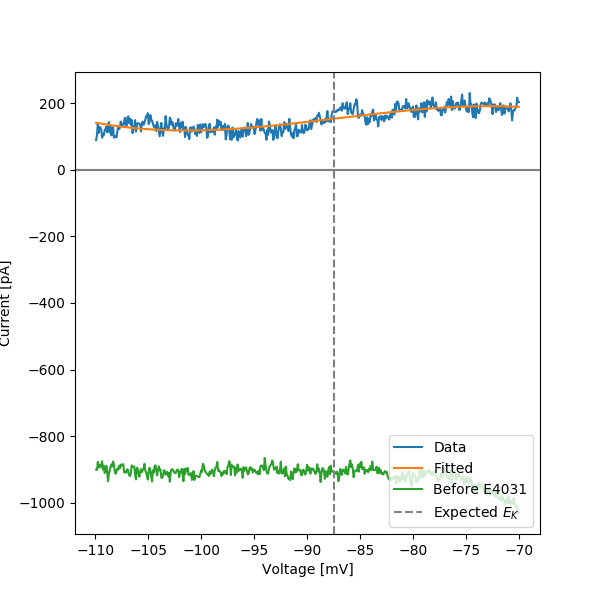 200
0
−200
−400
−600
−800
−1000
Current [pA]
Data
Fitted
Before E4031
Expected E_K
−110 −105 −100 −95 −90 −85 −80 −75 −70
Voltage [mV]